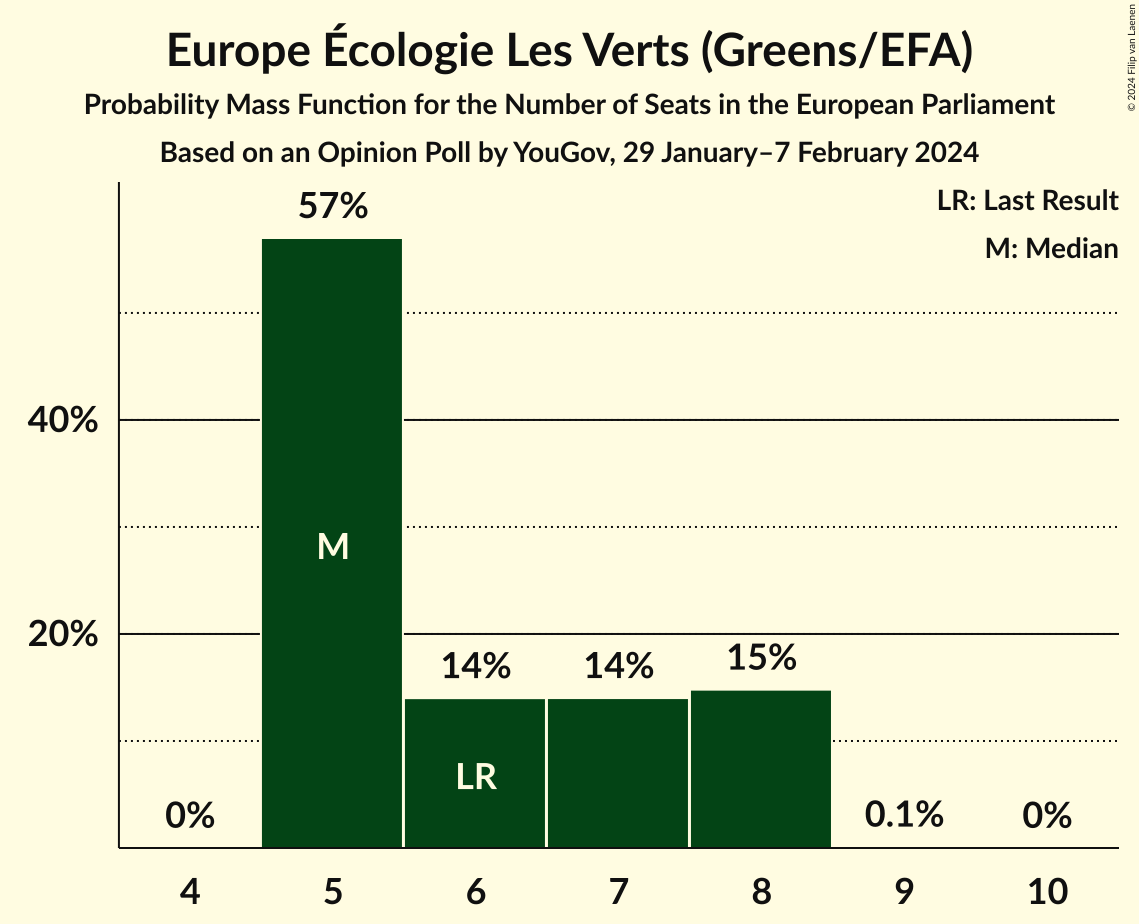 Europe Écologie Les Verts (Greens/EFA)
Probability Mass Function for the Number of Seats in the European Parliament
Based on an Opinion Poll by YouGov, 29 January–7 February 2024
© 2024 Filip van Laenen
LR: Last Result
M: Median
57%
40%
M
20%
14%
14%
15%
LR
0%
0.1%
0%
4
5
6
7
8
9
10